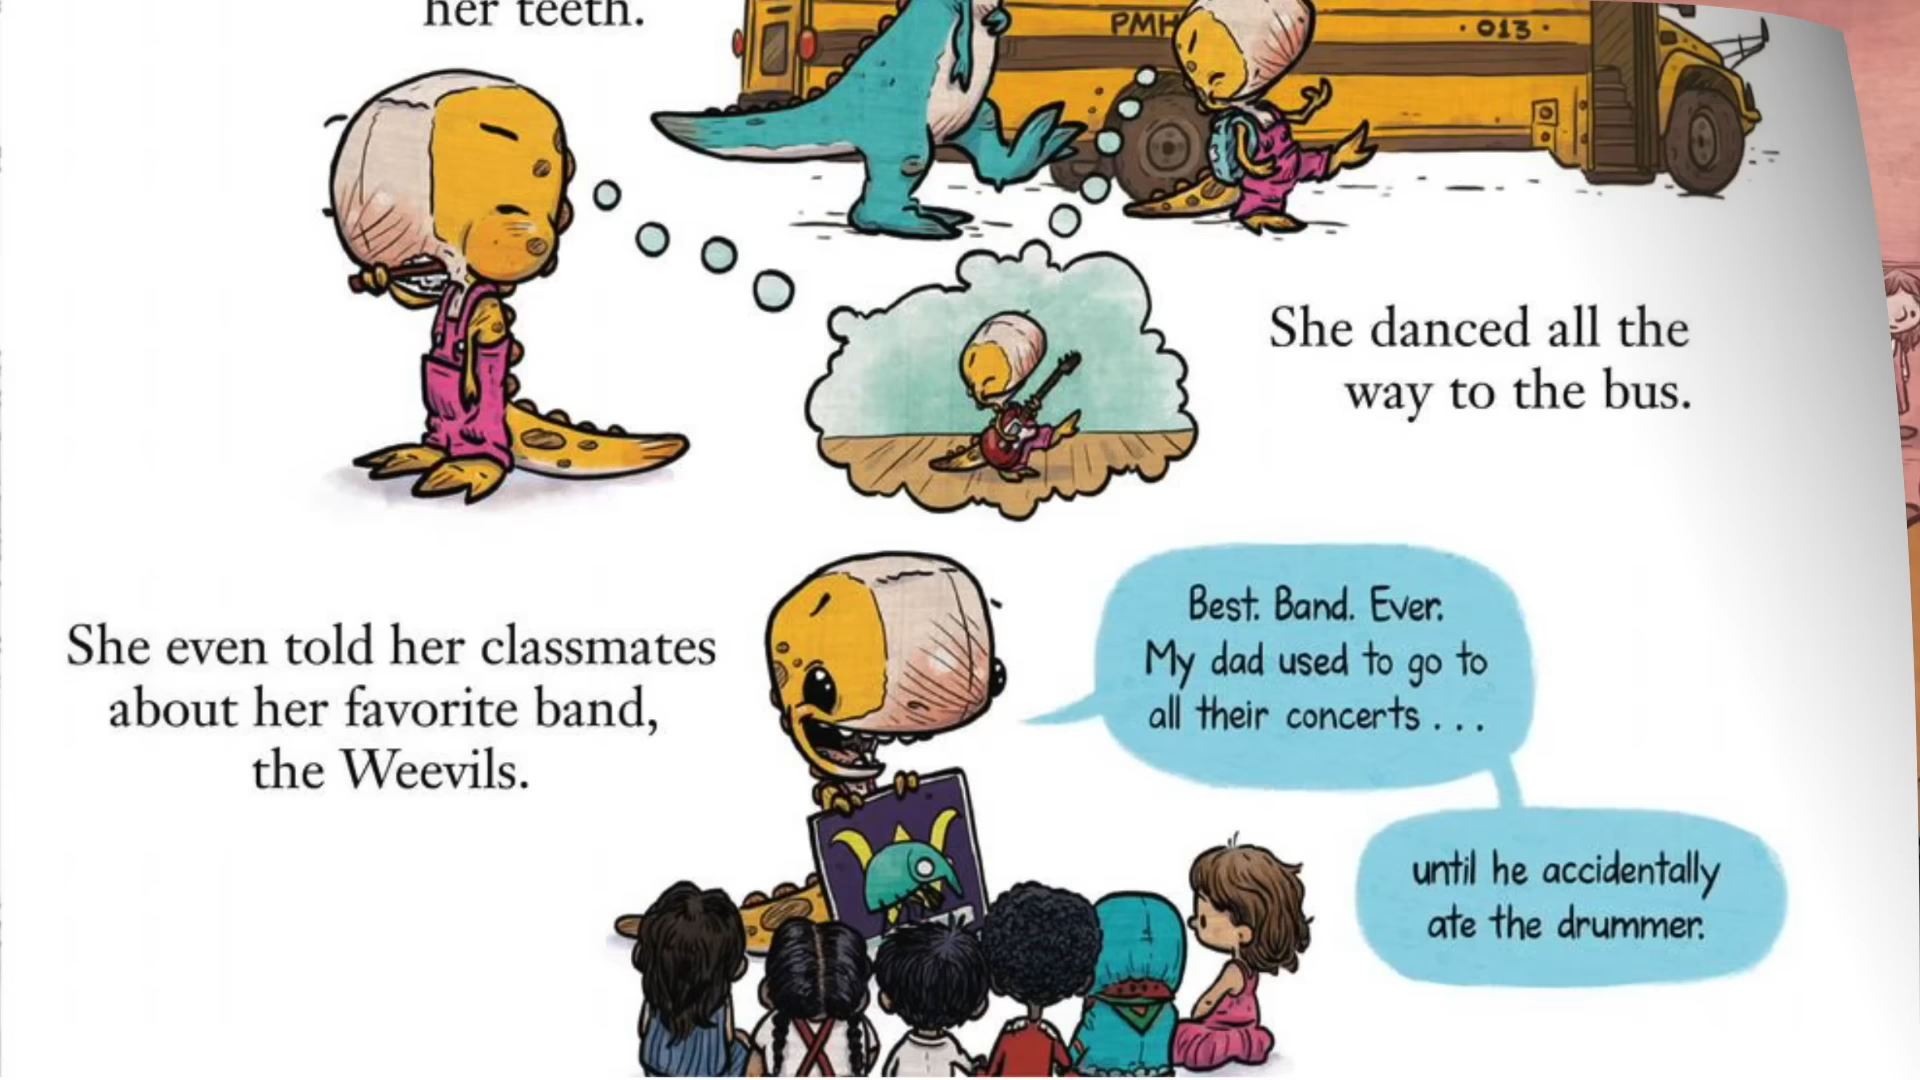 her teeth.
PMH
· 013 ·
She danced all the
way to the bus.
She even told her classmates
about her favorite band,
the Weevils.
Best. Band. Ever.
My dad used to go to
all their concerts . . .
until he accidentally
ate the drummer.